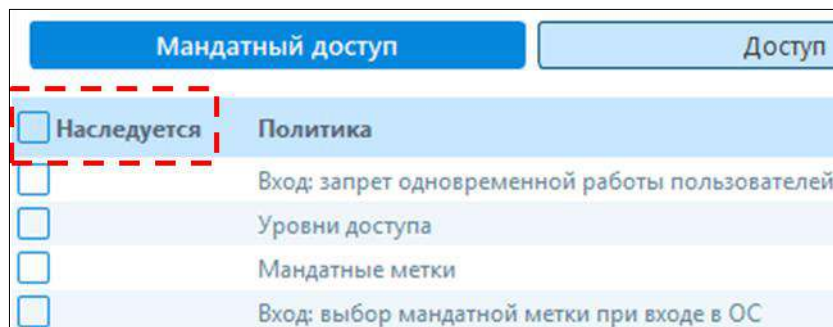 Мандатный доступ Доступ
Наследуется Политика
Вход: запрет одновременной работы пользователей
Уровни доступа
Мандатные метки
Вход: выбор мандатной метки при входе в ОС